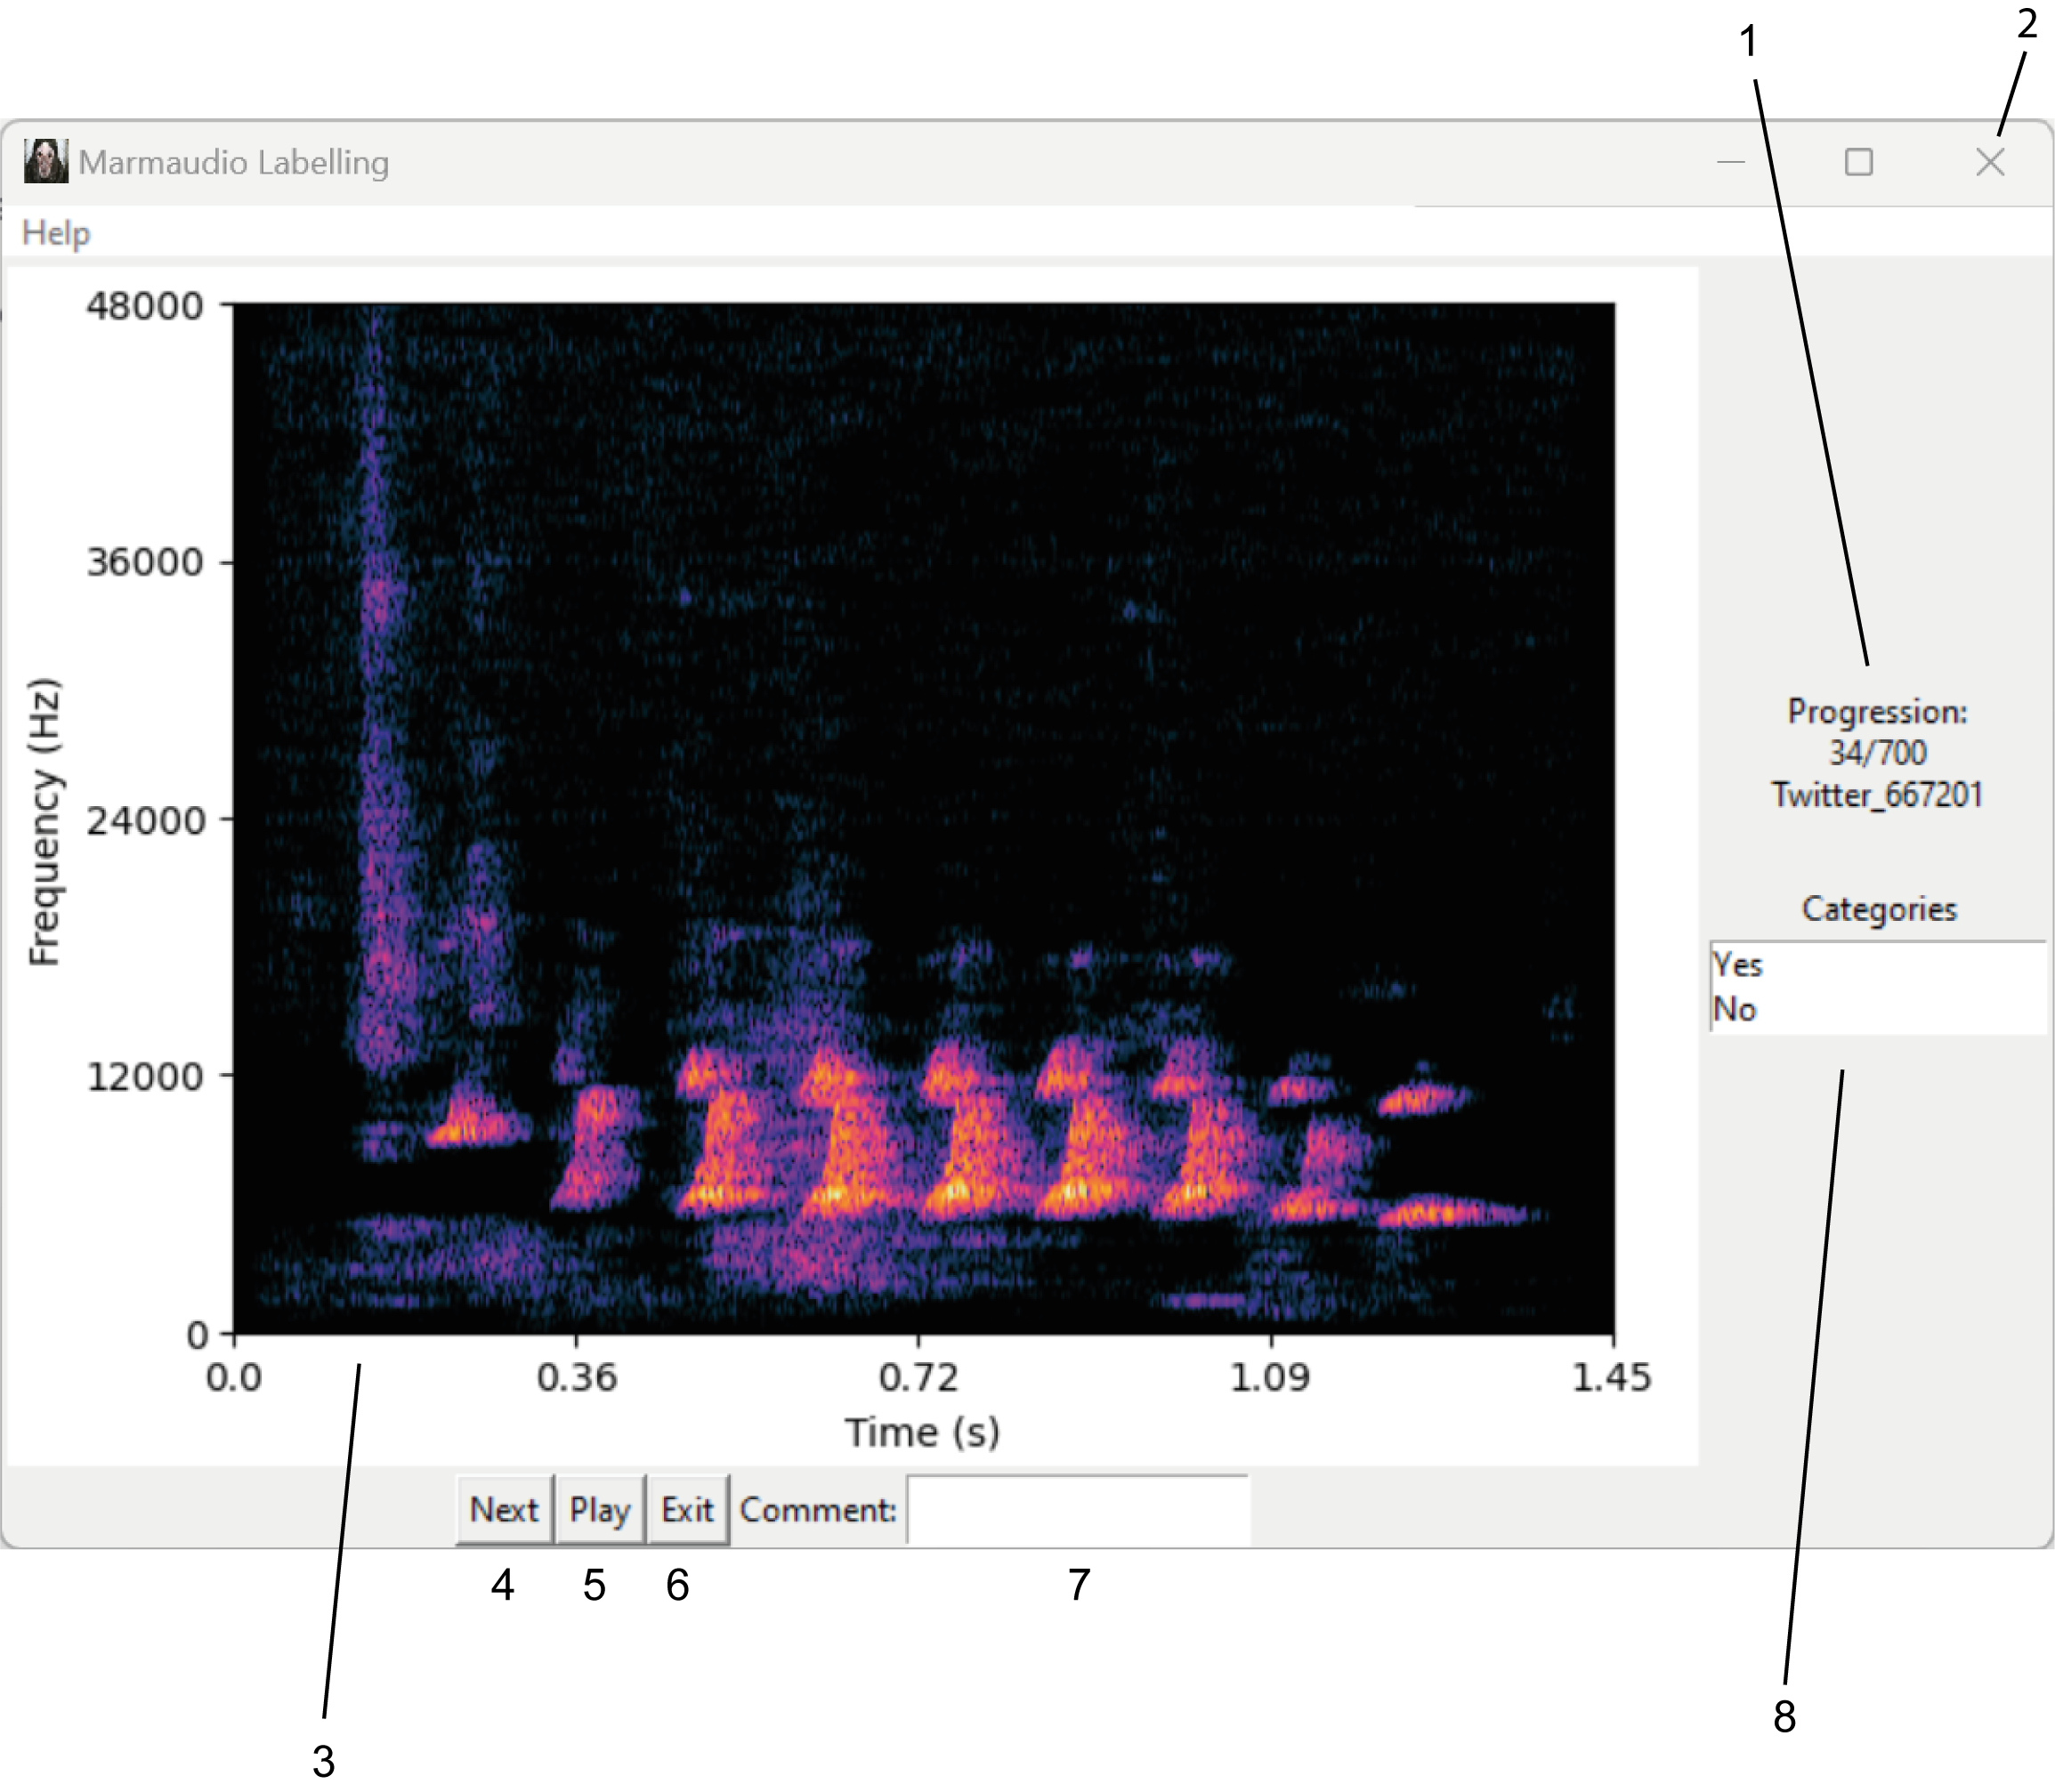 1
2
Marmaudio Labelling
Help
48000
36000
24000
12000
0
Frequency (Hz)
0.0 0.36 0.72 1.09 1.45
Time (s)
Progression:
34/700
Twitter_667201
Categories
Yes
No
Next Play Exit Comment:
4 5 6 7
8
3